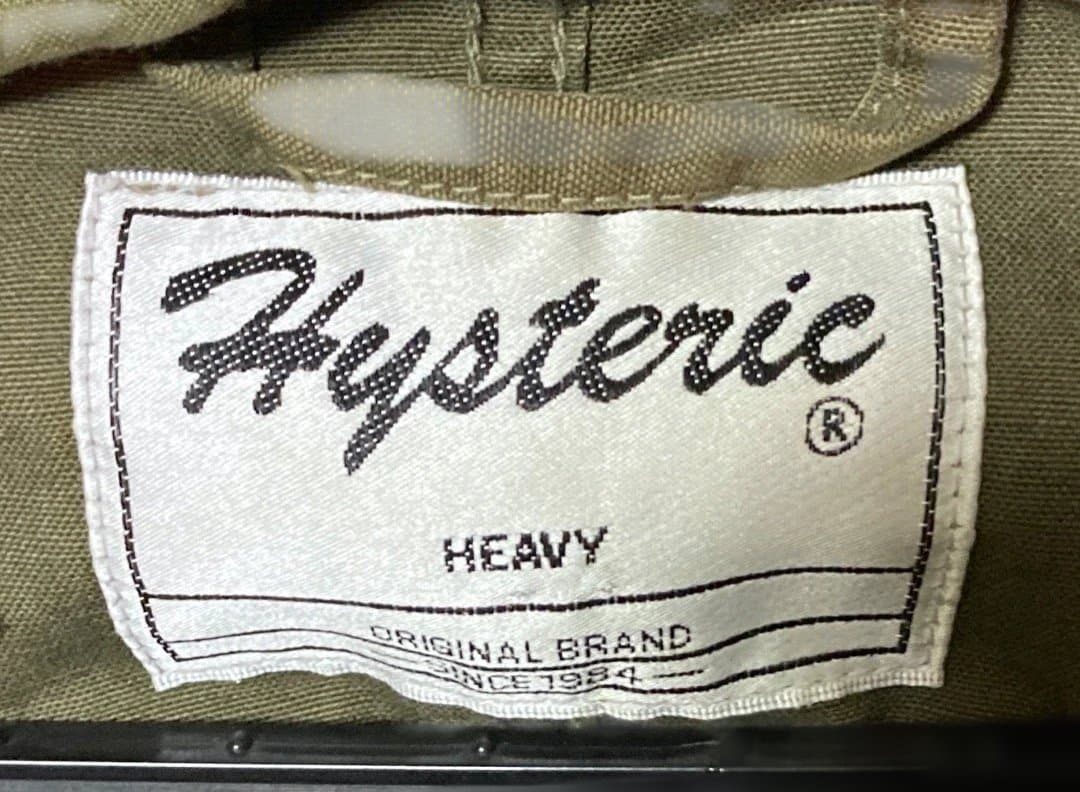 Hysteric
®
HEAVY
ORIGINAL BRAND
SINCE 1984